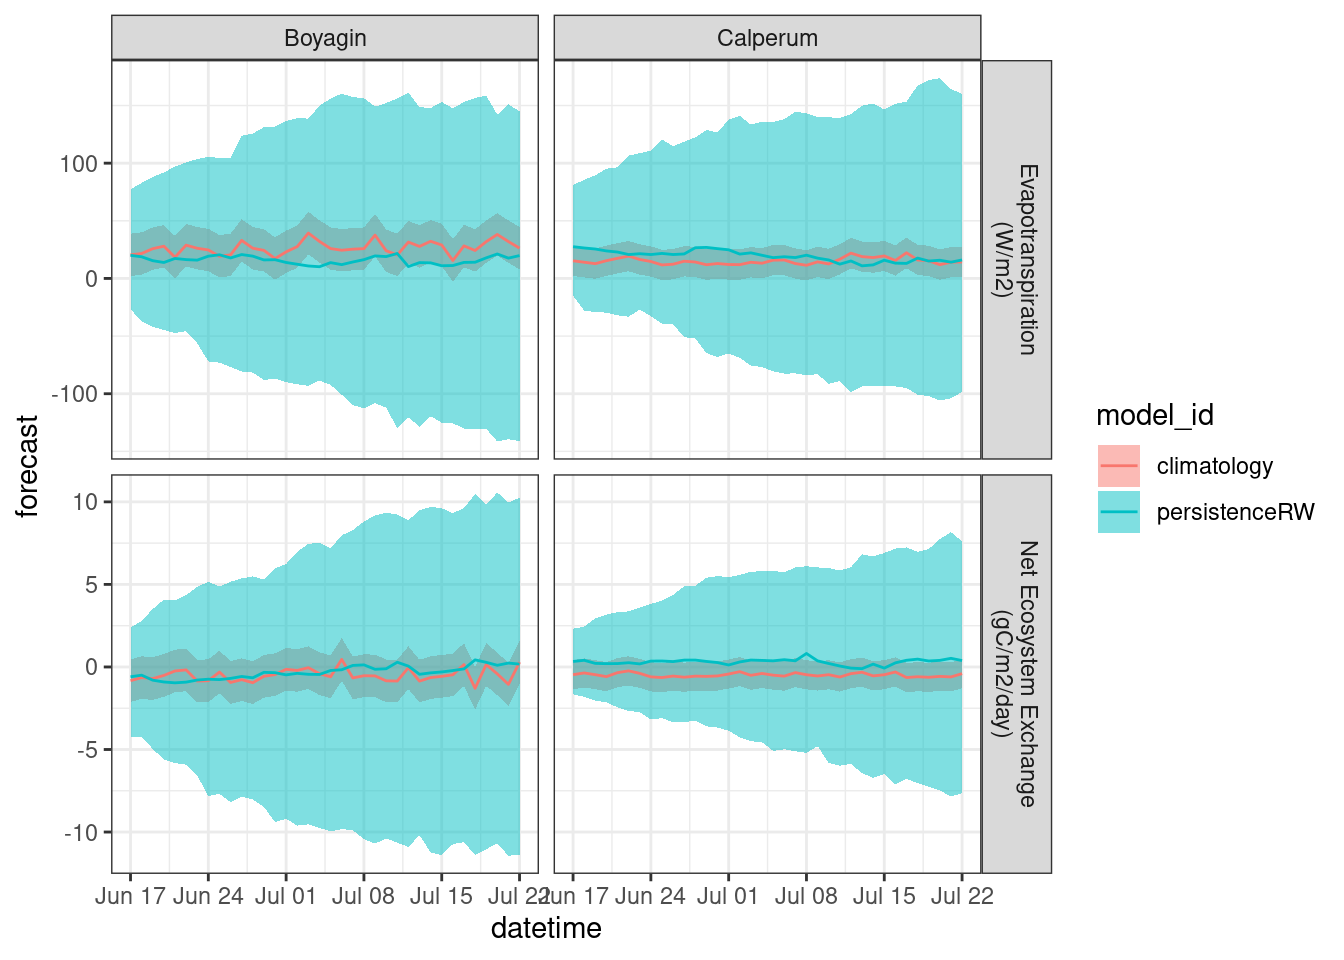 Boyagin
Calperum
100
0
-100
Evapotranspiration
(W/m2)
10
5
0
-5
-10
Net Ecosystem Exchange
(gC/m2/day)
forecast
Jun 17 Jun 24 Jul 01 Jul 08 Jul 15 Jul 22
Jun 17 Jun 24 Jul 01 Jul 08 Jul 15 Jul 22
datetime
model_id
climatology
persistenceRW